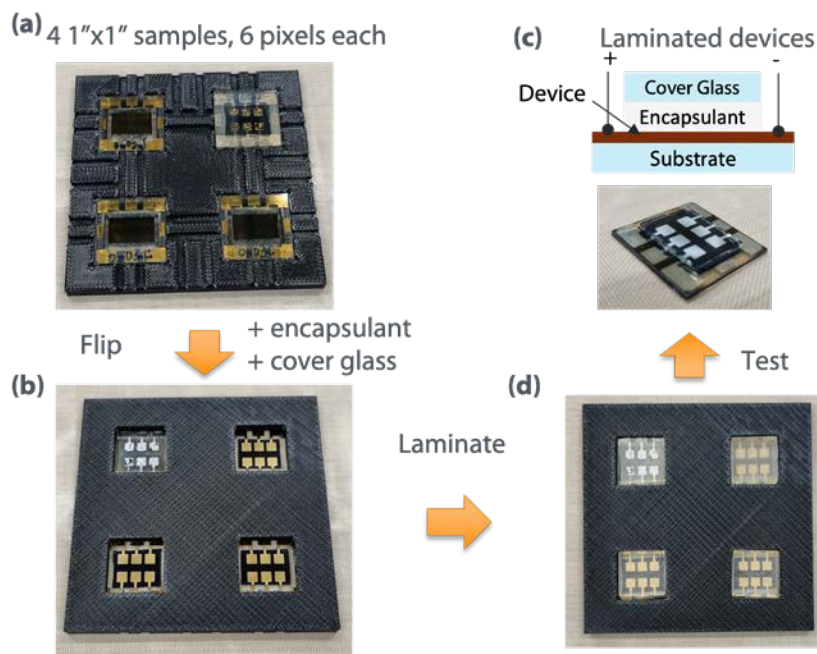 (a) 4 1”x1” samples, 6 pixels each
(c) Laminated devices
+ -
Cover Glass
Device
Encapsulant
Substrate
Flip
+ encapsulant
+ cover glass
Test
(b)
(d)
Laminate